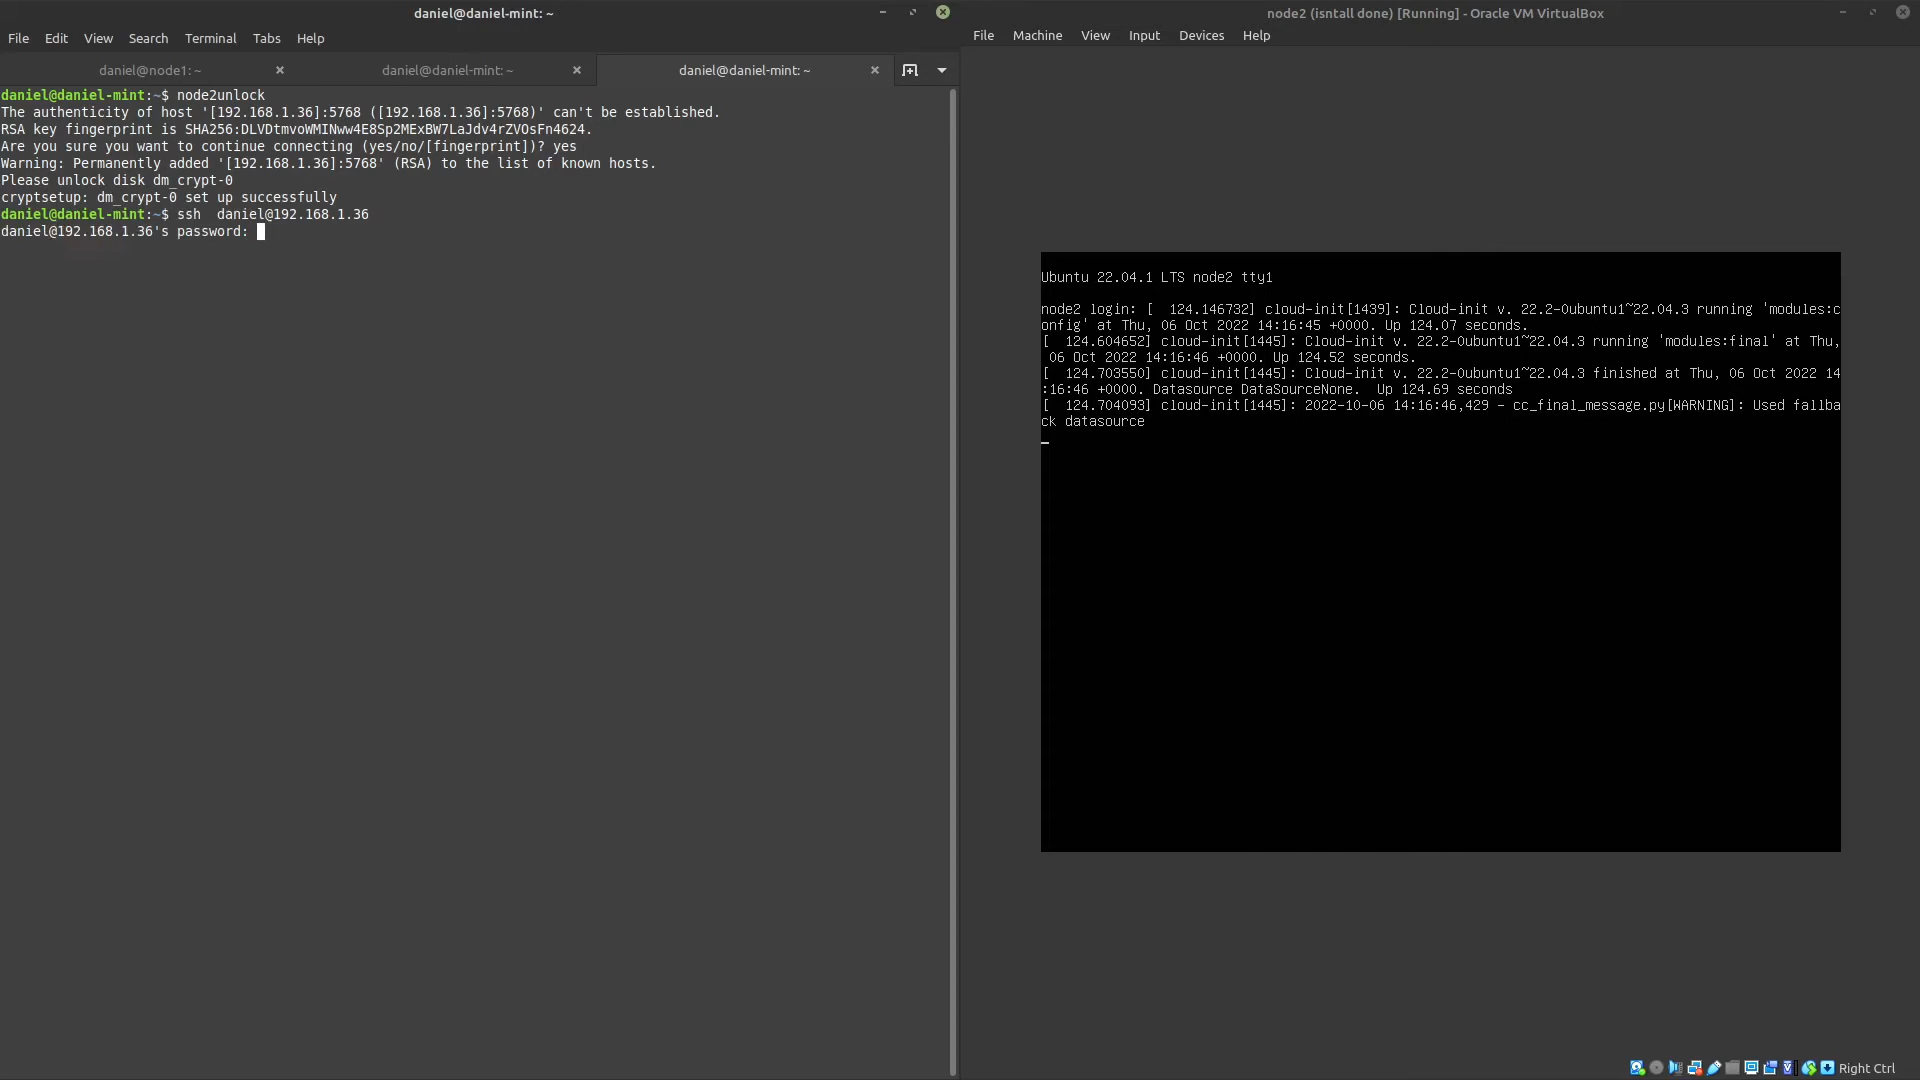 daniel@daniel-mint: ~
File Edit View Search Terminal Tabs Help
daniel@node1: ~
daniel@daniel-mint: ~
daniel@daniel-mint: ~
daniel@daniel-mint:~$ node2unlock
The authenticity of host '[192.168.1.36]:5768 ([192.168.1.36]:5768)' can't be established.
RSA key fingerprint is SHA256:DLVDtmvoWMINww4E8Sp2MExBW7LaJdv4rZVOsFn4624.
Are you sure you want to continue connecting (yes/no/[fingerprint])? yes
Warning: Permanently added '[192.168.1.36]:5768' (RSA) to the list of known hosts.
Please unlock disk dm_crypt-0
cryptsetup: dm_crypt-0 set up successfully
daniel@daniel-mint:~$ ssh  daniel@192.168.1.36
daniel@192.168.1.36's password:
node2 (isntall done) [Running] - Oracle VM VirtualBox
File Machine View Input Devices Help
Ubuntu 22.04.1 LTS node2 tty1
node2 login: [  124.146732] cloud-init[1439]: Cloud-init v. 22.2-0ubuntu1~22.04.3 running 'modules:c
onfig' at Thu, 06 Oct 2022 14:16:45 +0000. Up 124.07 seconds.
[  124.604652] cloud-init[1445]: Cloud-init v. 22.2-0ubuntu1~22.04.3 running 'modules:final' at Thu,
 06 Oct 2022 14:16:46 +0000. Up 124.52 seconds.
[  124.703550] cloud-init[1445]: Cloud-init v. 22.2-0ubuntu1~22.04.3 finished at Thu, 06 Oct 2022 14
:16:46 +0000. Datasource DataSourceNone.  Up 124.69 seconds
[  124.704093] cloud-init[1445]: 2022-10-06 14:16:46,429 - cc_final_message.py[WARNING]: Used fallba
ck datasource
Right Ctrl